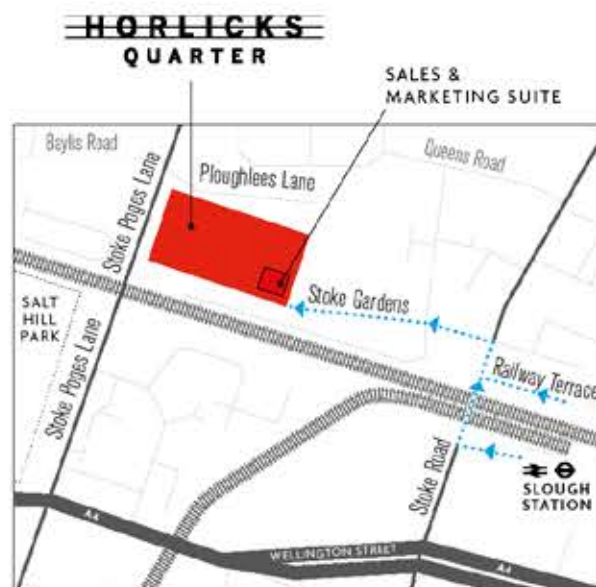 HORLICKS
QUARTER
SALES &
MARKETING SUITE
Baylis Road
Stoke Poges Lane
Ploughlees Lane
Queens Road
Stoke Gardens
SALT
HILL
PARK
Railway Terrace
Stoke Poges Lane
Stoke Road
SLOUGH
STATION
A4
WELLINGTON STREET
A4